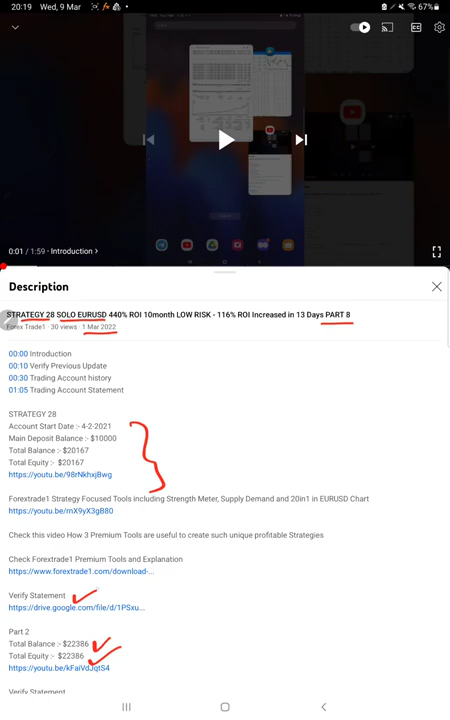 20:19 Wed, 9 Mar
67%
CC
0:01 / 1:59 · Introduction >
Description
STRATEGY 28 SOLO EURUSD 440% ROI 10month LOW RISK - 116% ROI Increased in 13 Days PART 8
Forex Trade1 · 30 views · 1 Mar 2022
00:00 Introduction
00:10 Verify Previous Update
00:30 Trading Account history
01:05 Trading Account Statement
STRATEGY 28
Account Start Date :- 4-2-2021
Main Deposit Balance :- $10000
Total Balance :- $20167
Total Equity :- $20167
https://youtu.be/98rNkhxjBwg
Forextrade1 Strategy Focused Tools including Strength Meter, Supply Demand and 20in1 in EURUSD Chart
https://youtu.be/rnX9yX3gB80
Check this video How 3 Premium Tools are useful to create such unique profitable Strategies
Check Forextrade1 Premium Tools and Explanation
https://www.forextrade1.com/download-...
Verify Statement
https://drive.google.com/file/d/1PSxu...
Part 2
Total Balance :- $22386
Total Equity :- $22386
https://youtu.be/kFaiVdJqtS4
Verify Statement